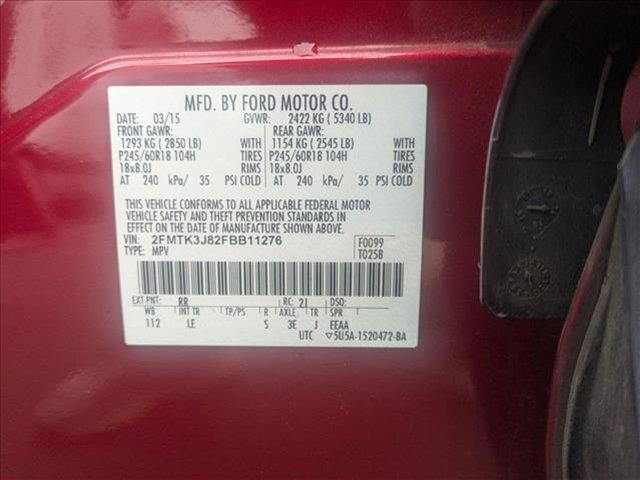 MFD. BY FORD MOTOR CO.
DATE: 03/15 GVWR: 2422 KG ( 5340 LB)
FRONT GAWR: REAR GAWR:
1293 KG ( 2850 LB) WITH 1154 KG ( 2545 LB) WITH
P245/60R18 104H TIRES P245/60R18 104H TIRES
18x8.0J RIMS 18x8.0J RIMS
AT 240 kPa/ 35 PSI COLD AT 240 kPa/ 35 PSI COLD
THIS VEHICLE CONFORMS TO ALL APPLICABLE FEDERAL MOTOR
VEHICLE SAFETY AND THEFT PREVENTION STANDARDS IN
EFFECT ON THE DATE OF MANUFACTURE SHOWN ABOVE.
VIN: 2FMTK3J82FBB11276 F0099
TYPE: MPV T0258
EXT PNT: RR RC: 21 DSO:
WB INT TR TP/PS R AXLE TR SPR
112 LE S 3E J EEAA
UTC ▽5U5A-1520472-BA